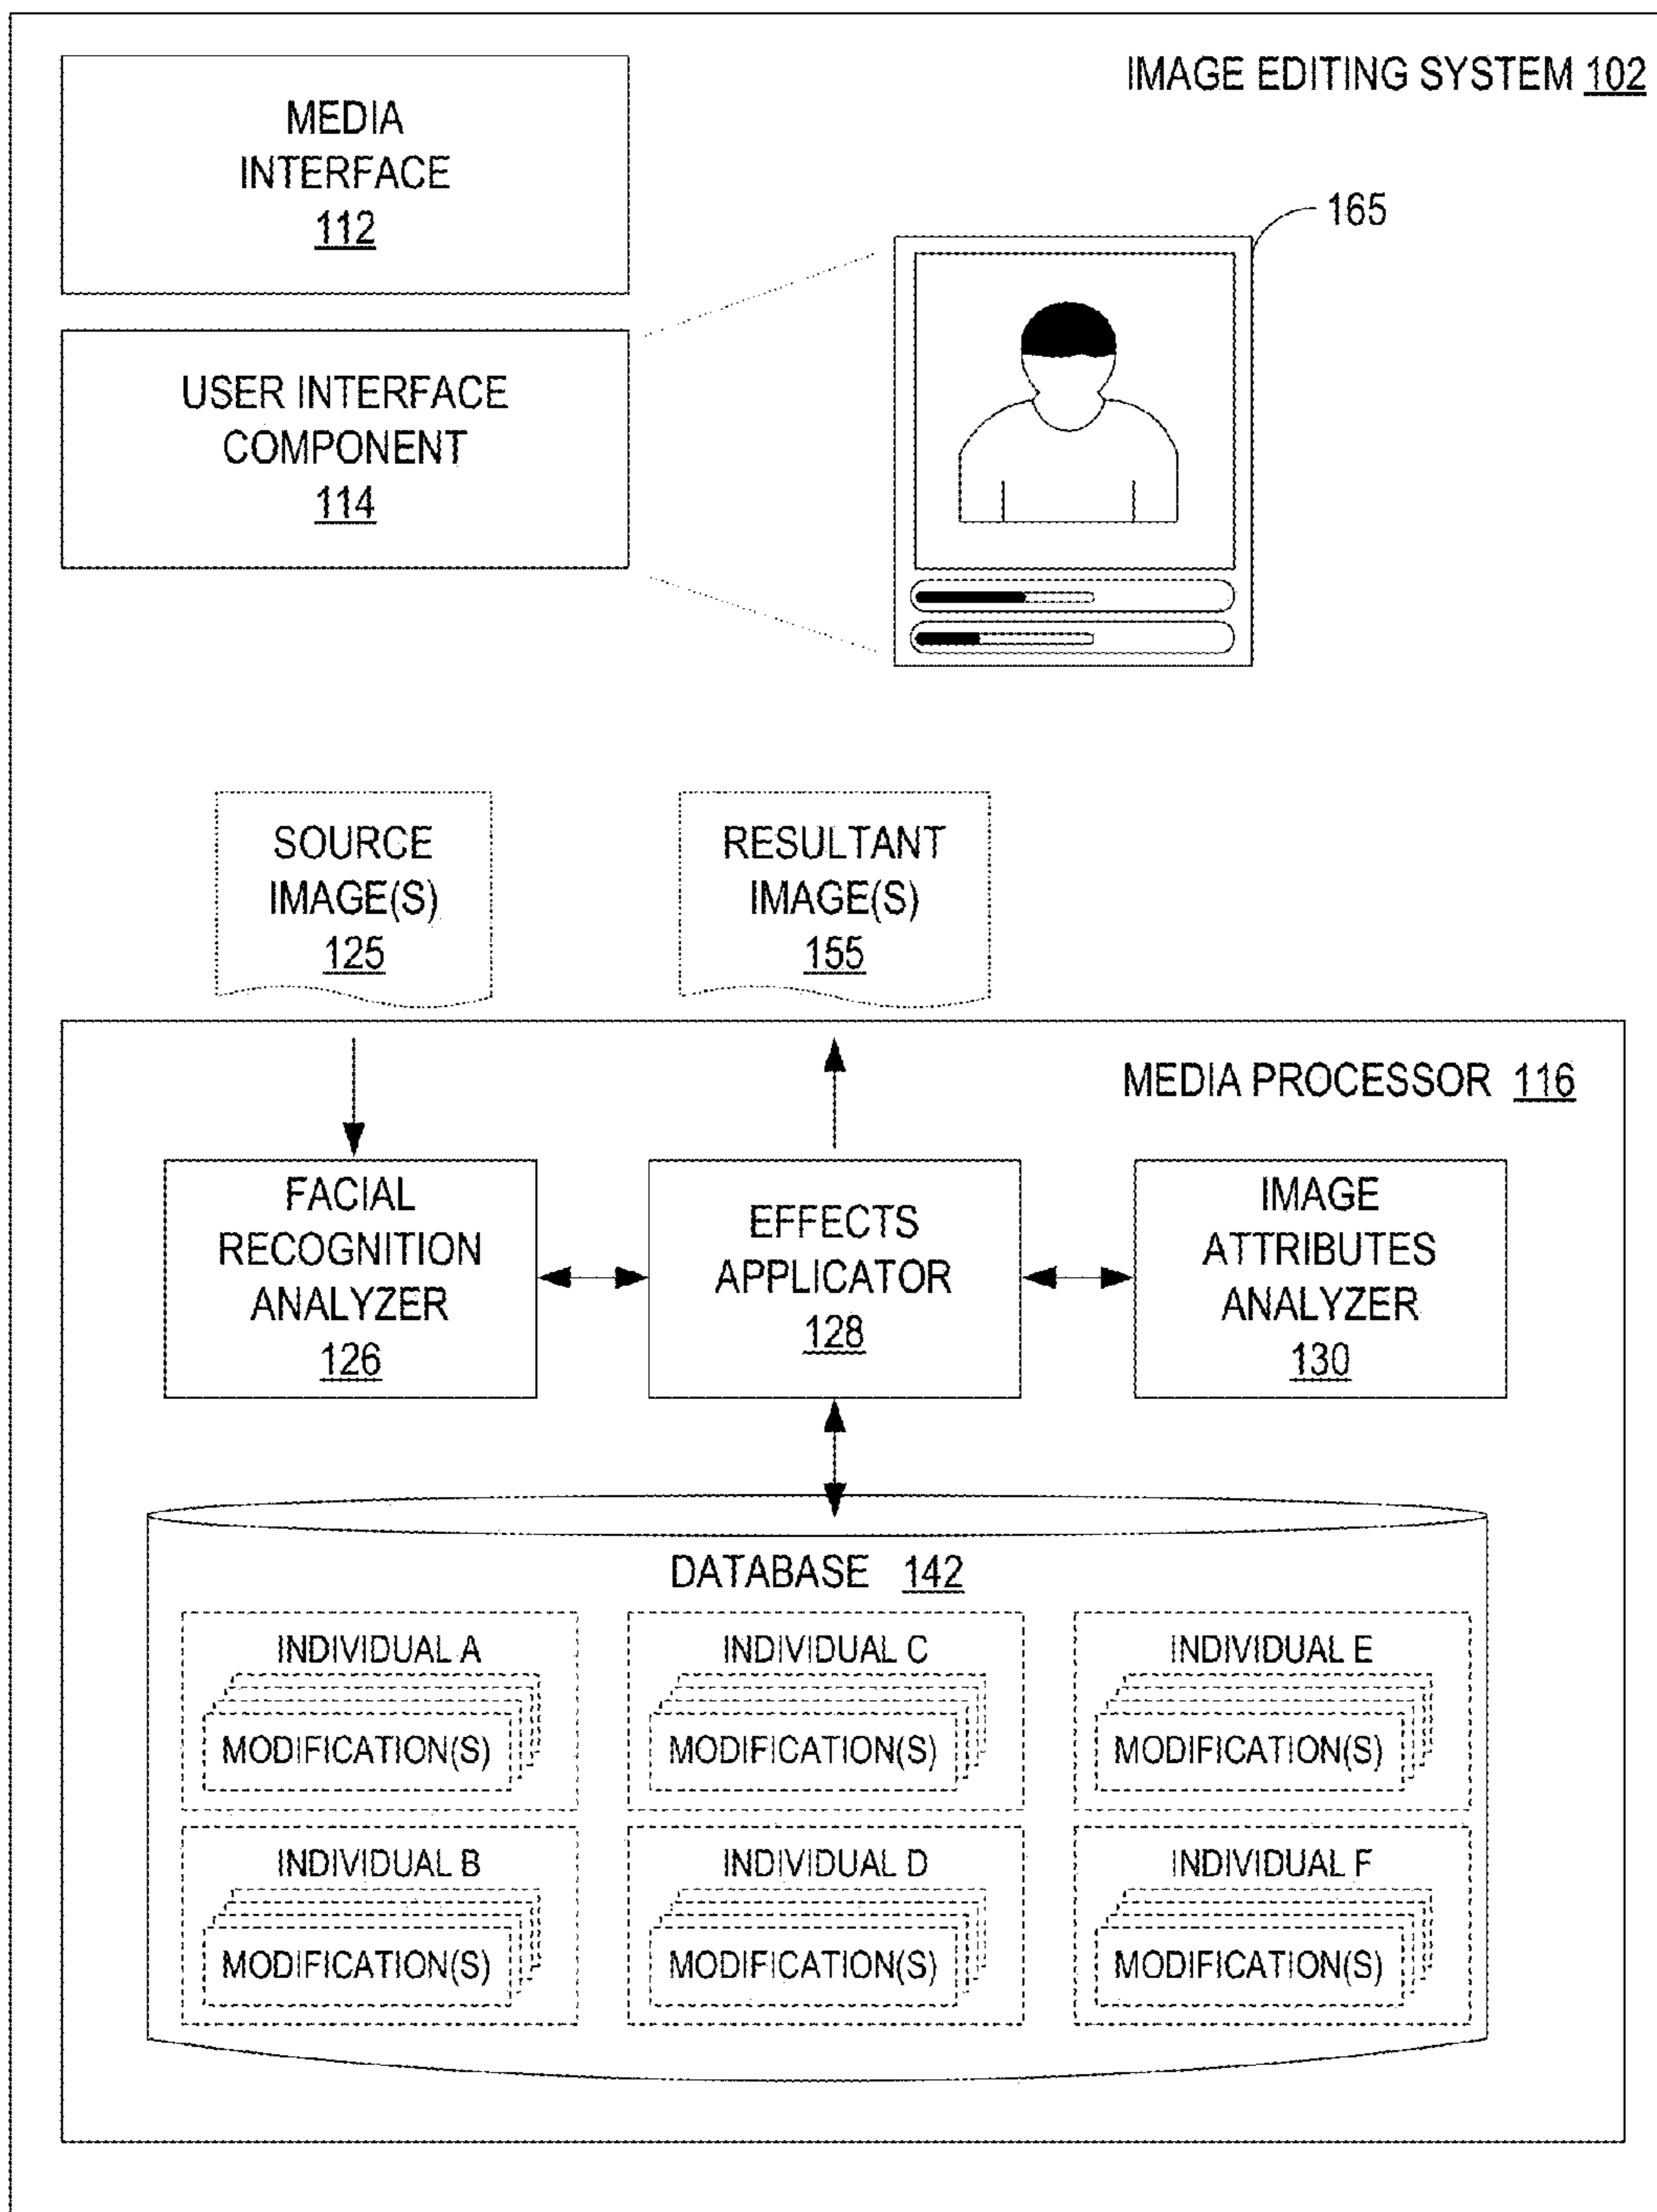 IMAGE EDITING SYSTEM 102
MEDIA
INTERFACE
112
165
USER INTERFACE
COMPONENT
114
SOURCE
IMAGE(S)
125
RESULTANT
IMAGE(S)
155
MEDIA PROCESSOR 116
FACIAL
RECOGNITION
ANALYZER
126
EFFECTS
APPLICATOR
128
IMAGE
ATTRIBUTES
ANALYZER
130
DATABASE 142
INDIVIDUAL A
MODIFICATION(S)
INDIVIDUAL C
MODIFICATION(S)
INDIVIDUAL E
MODIFICATION(S)
INDIVIDUAL B
MODIFICATION(S)
INDIVIDUAL D
MODIFICATION(S)
INDIVIDUAL F
MODIFICATION(S)